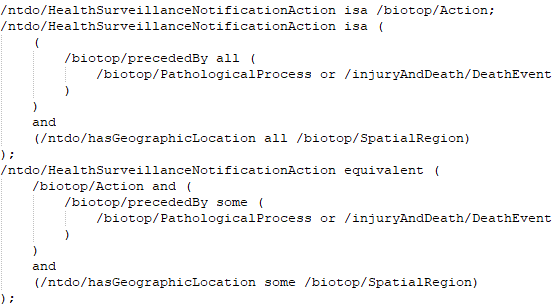 /ntdo/HealthSurveillanceNotificationAction isa /biotop/Action;
/ntdo/HealthSurveillanceNotificationAction isa (
(
/biotop/precededBy all (
/biotop/PathologicalProcess or /injuryAndDeath/DeathEvent
)
)
and
(/ntdo/hasGeographicLocation all /biotop/SpatialRegion)
);
/ntdo/HealthSurveillanceNotificationAction equivalent (
/biotop/Action and (
/biotop/precededBy some (
/biotop/PathologicalProcess or /injuryAndDeath/DeathEvent
)
)
and
(/ntdo/hasGeographicLocation some /biotop/SpatialRegion)
);